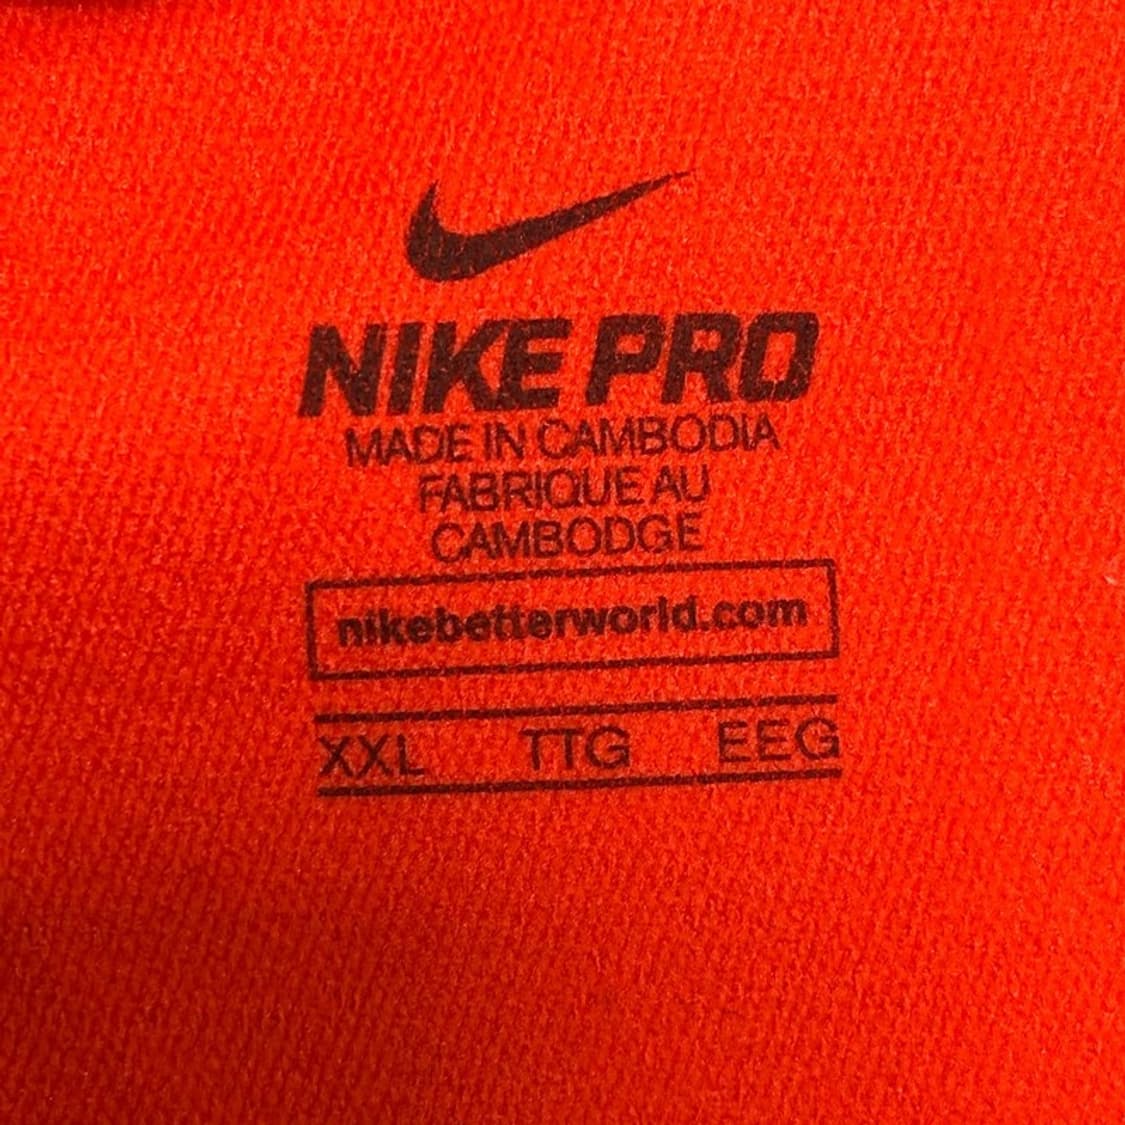 NIKE PRO
MADE IN CAMBODIA
FABRIQUE AU
CAMBODGE
nikebetterworld.com
XXL TTG EEG